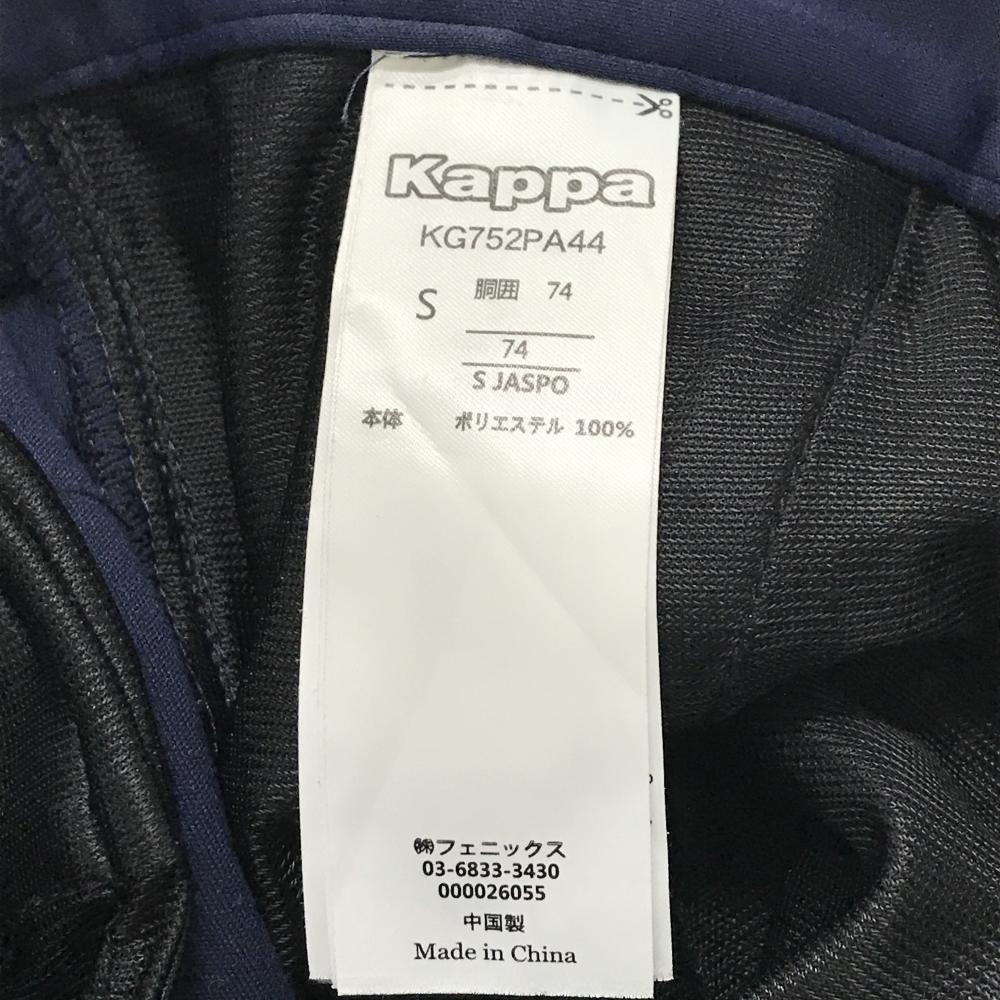 Kappa
KG752PA44
S 胴囲 74
74
S JASPO
本体 ポリエステル 100%
㈱フェニックス
03-6833-3430
000026055
中国製
Made in China